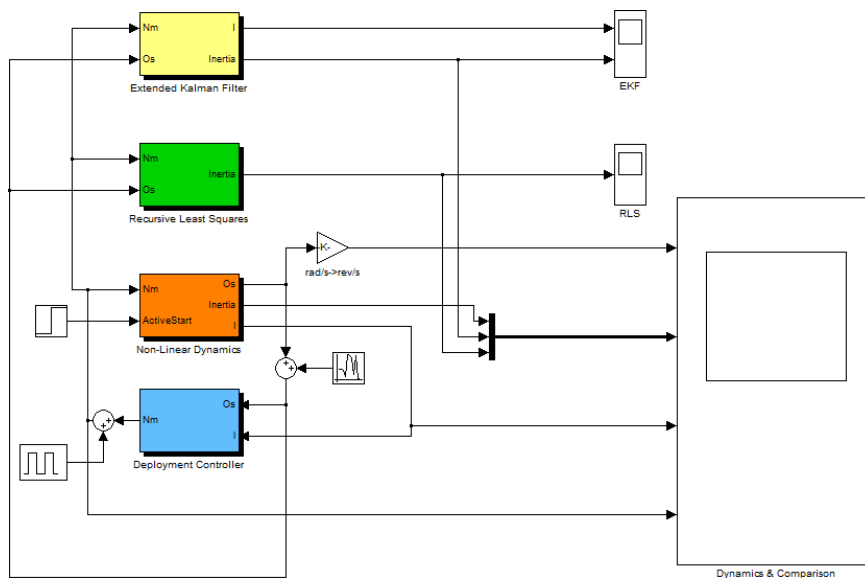 Nm
I
Os
Inertia
Extended Kalman Filter
EKF
Nm
Inertia
Os
Recursive Least Squares
RLS
-K-
rad/s->rev/s
Nm
Os
Inertia
ActiveStart
I
Non-Linear Dynamics
+
+
Os
Nm
+
+
I
Deployment Controller
Dynamics & Comparison